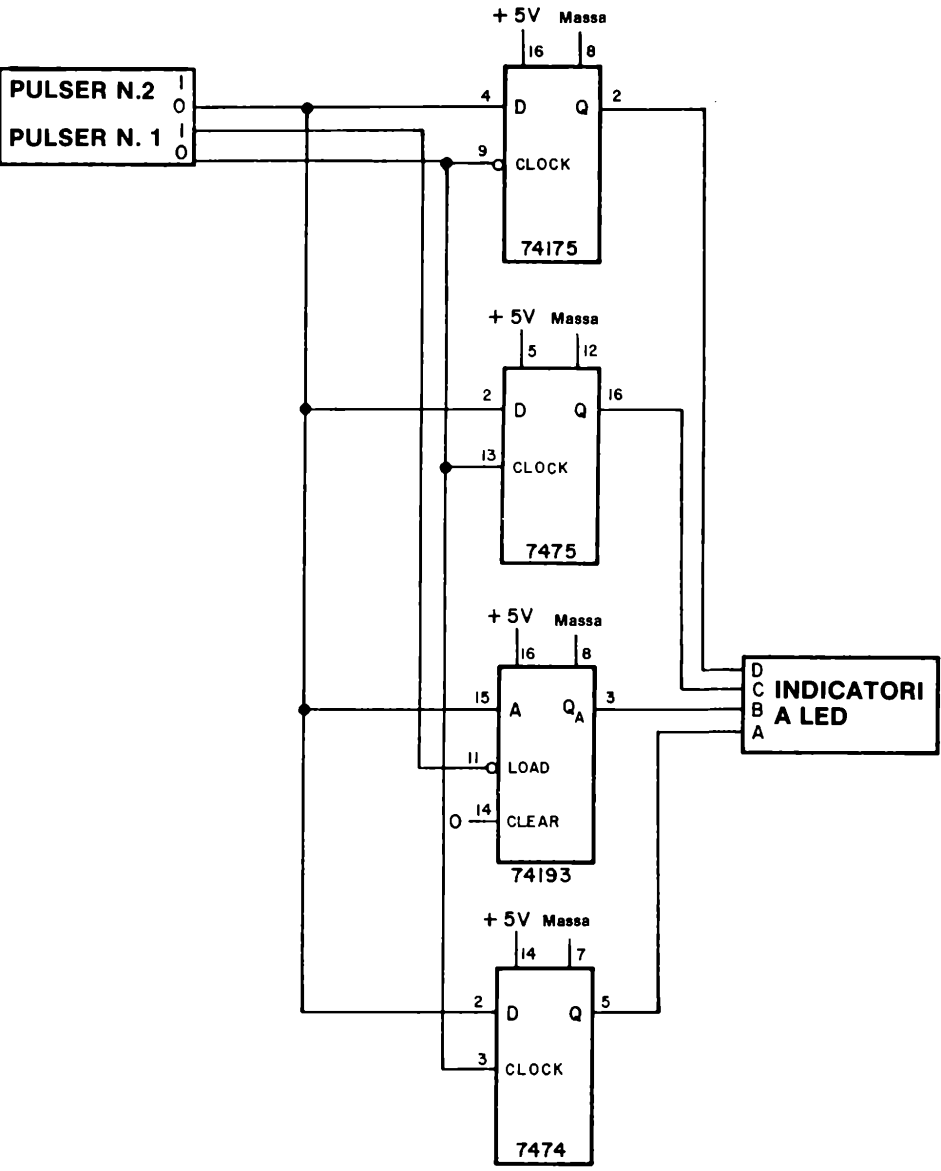 + 5V Massa
16 8
PULSER N.2 1
0
PULSER N. 1 1
0
4 D Q 2
9 CLOCK
74175
+ 5V Massa
5 12
2 D Q 16
13 CLOCK
7475
+ 5V Massa
16 8
15 A QA 3
11 LOAD
0 14 CLEAR
74193
D
C
B
A
INDICATORI
A LED
+ 5V Massa
14 7
2 D Q 5
3 CLOCK
7474